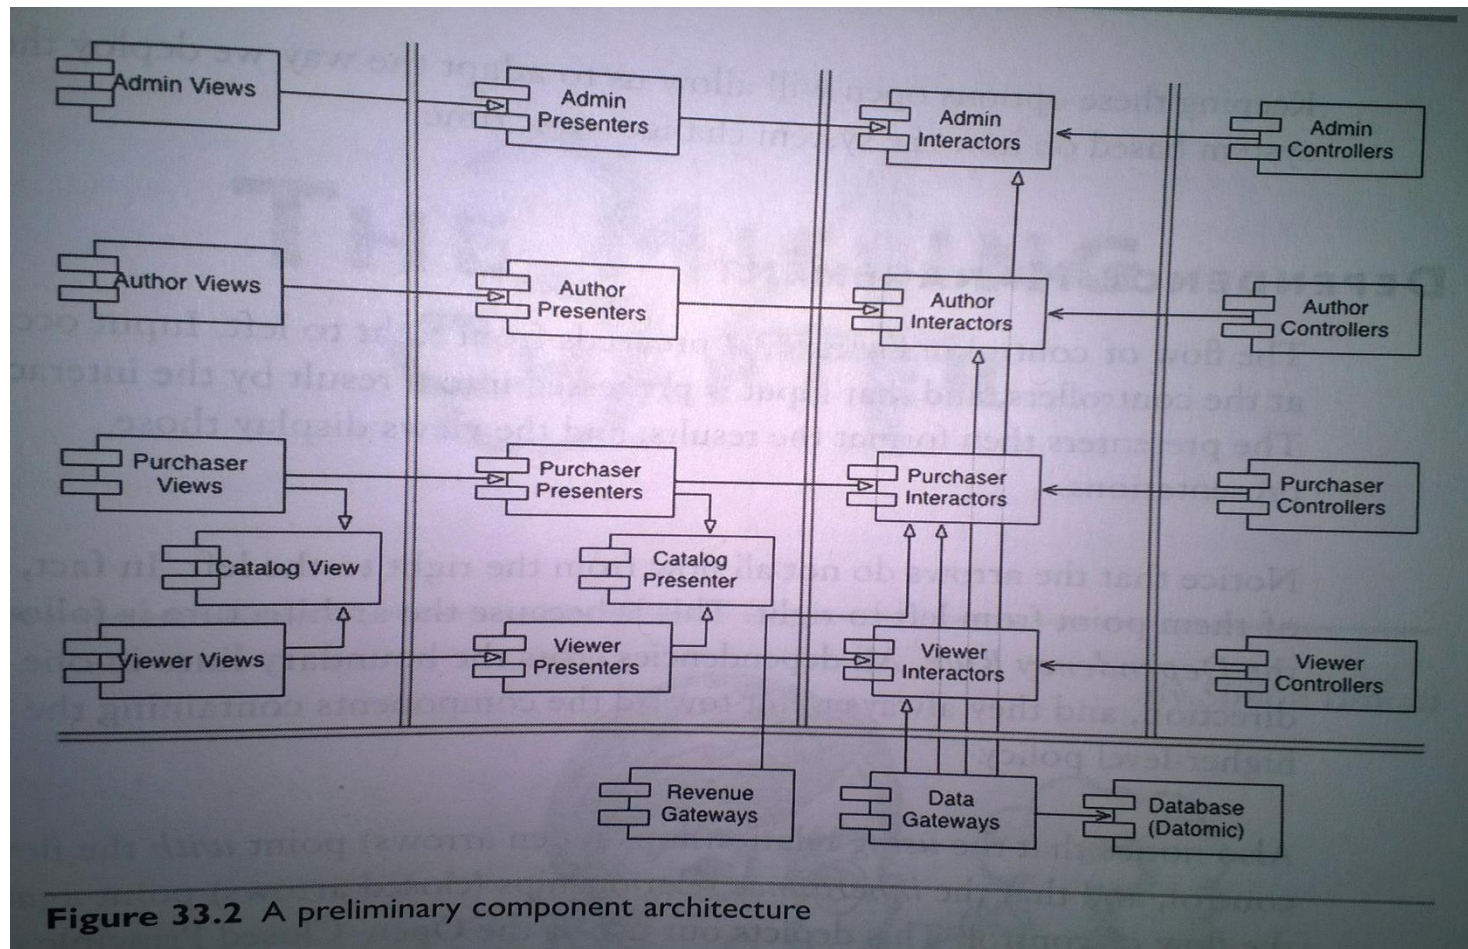 Admin Views
Admin
Presenters
Admin
Interactors
Admin
Controllers
Author Views
Author
Presenters
Author
Interactors
Author
Controllers
Purchaser
Views
Purchaser
Presenters
Purchaser
Interactors
Purchaser
Controllers
Catalog View
Catalog
Presenter
Viewer Views
Viewer
Presenters
Viewer
Interactors
Viewer
Controllers
Revenue
Gateways
Data
Gateways
Database
(Datomic)
Figure 33.2 A preliminary component architecture